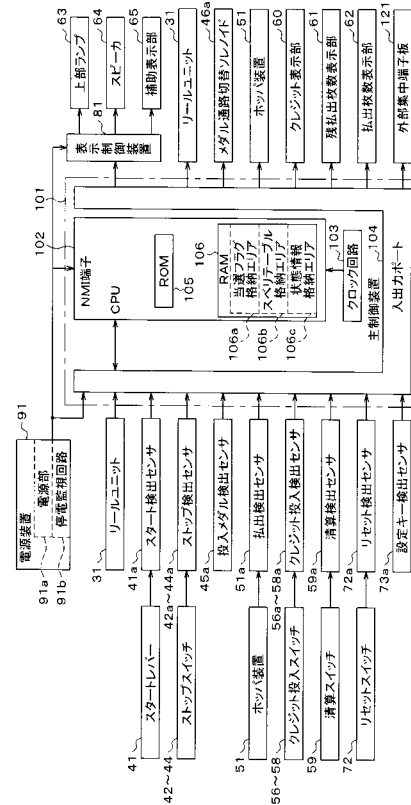 91
電源装置
91a 電源部
91b 停電監視回路
31 リールユニット
41 スタートレバー
41a スタート検出センサ
42～44 ストップスイッチ
42a～44a ストップ検出センサ
45a 投入メダル検出センサ
51 ホッパ装置
51a 払出検出センサ
56～58 クレジット投入スイッチ
56a～58a クレジット投入検出センサ
59 清算スイッチ
59a 清算検出センサ
72 リセットスイッチ
72a リセット検出センサ
73a 設定キー検出センサ
101
102
NMI端子
CPU
ROM
105
RAM
106
106a 当選フラグ格納エリア
106b スベリテーブル格納エリア
106c 状態情報格納エリア
クロック回路 103
主制御装置 104
入出力ポート
81 表示制御装置
63 上部ランプ
64 スピーカ
65 補助表示部
31 リールユニット
46a メダル通路切替ソレノイド
51 ホッパ装置
60 クレジット表示部
61 残払出枚数表示部
62 払出枚数表示部
121 外部集中端子板